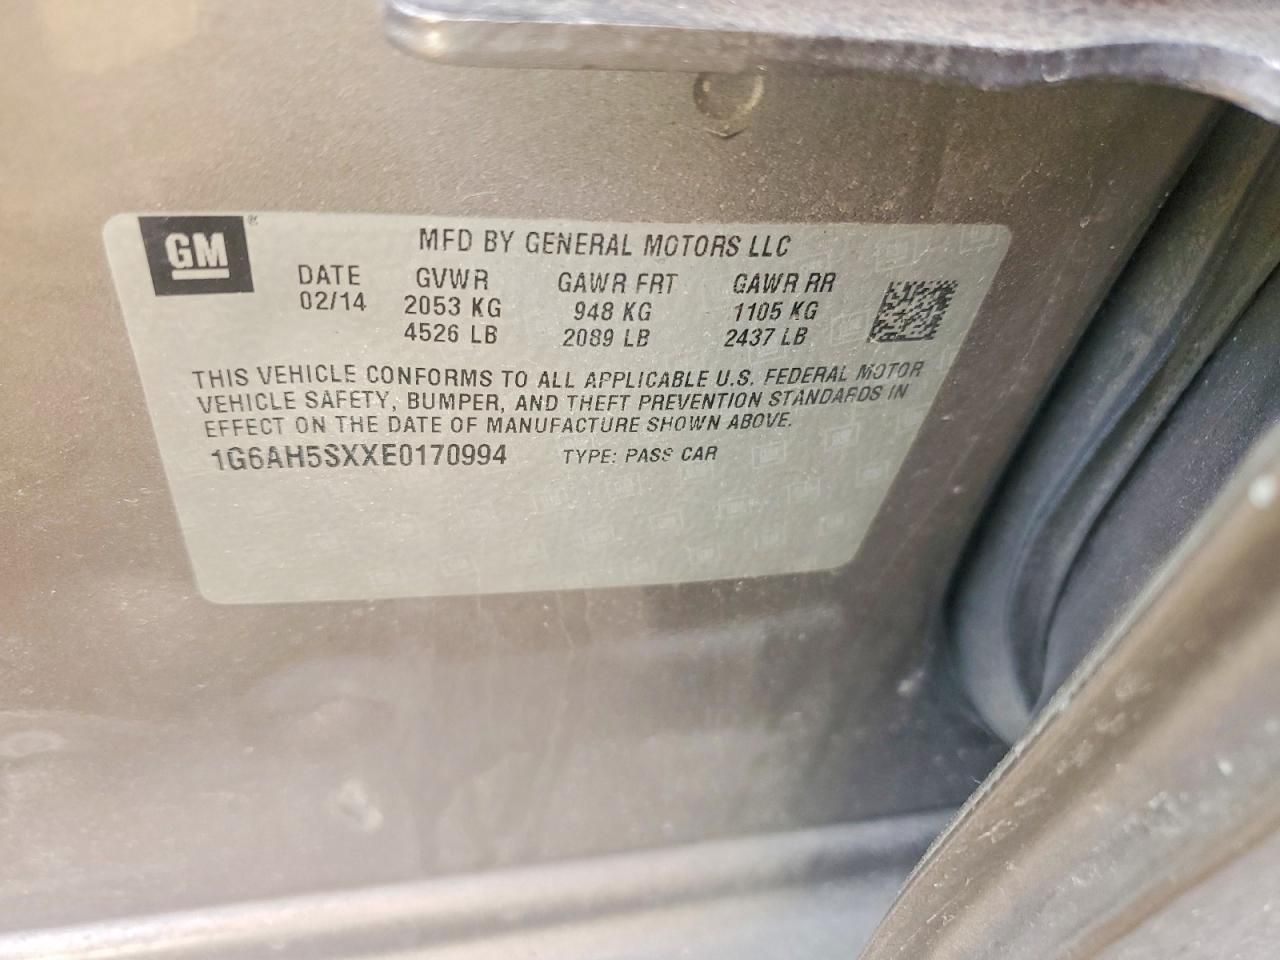 GM®
MFD BY GENERAL MOTORS LLC
DATE GVWR GAWR FRT GAWR RR
02/14 2053 KG 948 KG 1105 KG
4526 LB 2089 LB 2437 LB
THIS VEHICLE CONFORMS TO ALL APPLICABLE U.S. FEDERAL MOTOR
VEHICLE SAFETY, BUMPER, AND THEFT PREVENTION STANDARDS IN
EFFECT ON THE DATE OF MANUFACTURE SHOWN ABOVE.
1G6AH5SXXE0170994 TYPE: PASS CAR